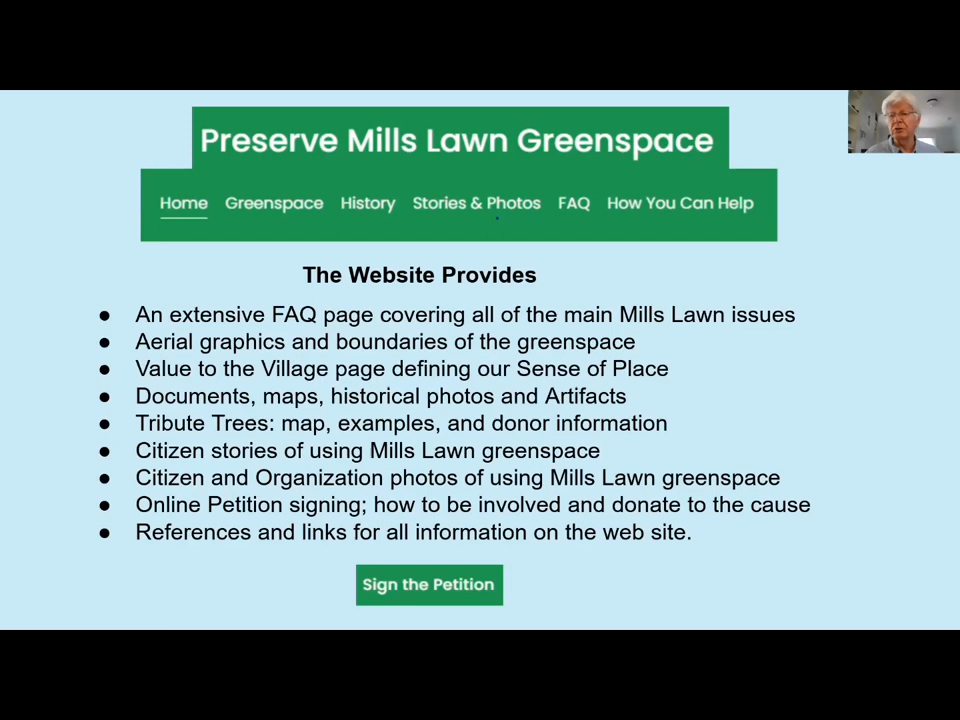 Preserve Mills Lawn Greenspace
Home Greenspace History Stories & Photos FAQ How You Can Help
The Website Provides
● An extensive FAQ page covering all of the main Mills Lawn issues
● Aerial graphics and boundaries of the greenspace
● Value to the Village page defining our Sense of Place
● Documents, maps, historical photos and Artifacts
● Tribute Trees: map, examples, and donor information
● Citizen stories of using Mills Lawn greenspace
● Citizen and Organization photos of using Mills Lawn greenspace
● Online Petition signing; how to be involved and donate to the cause
● References and links for all information on the web site.
Sign the Petition